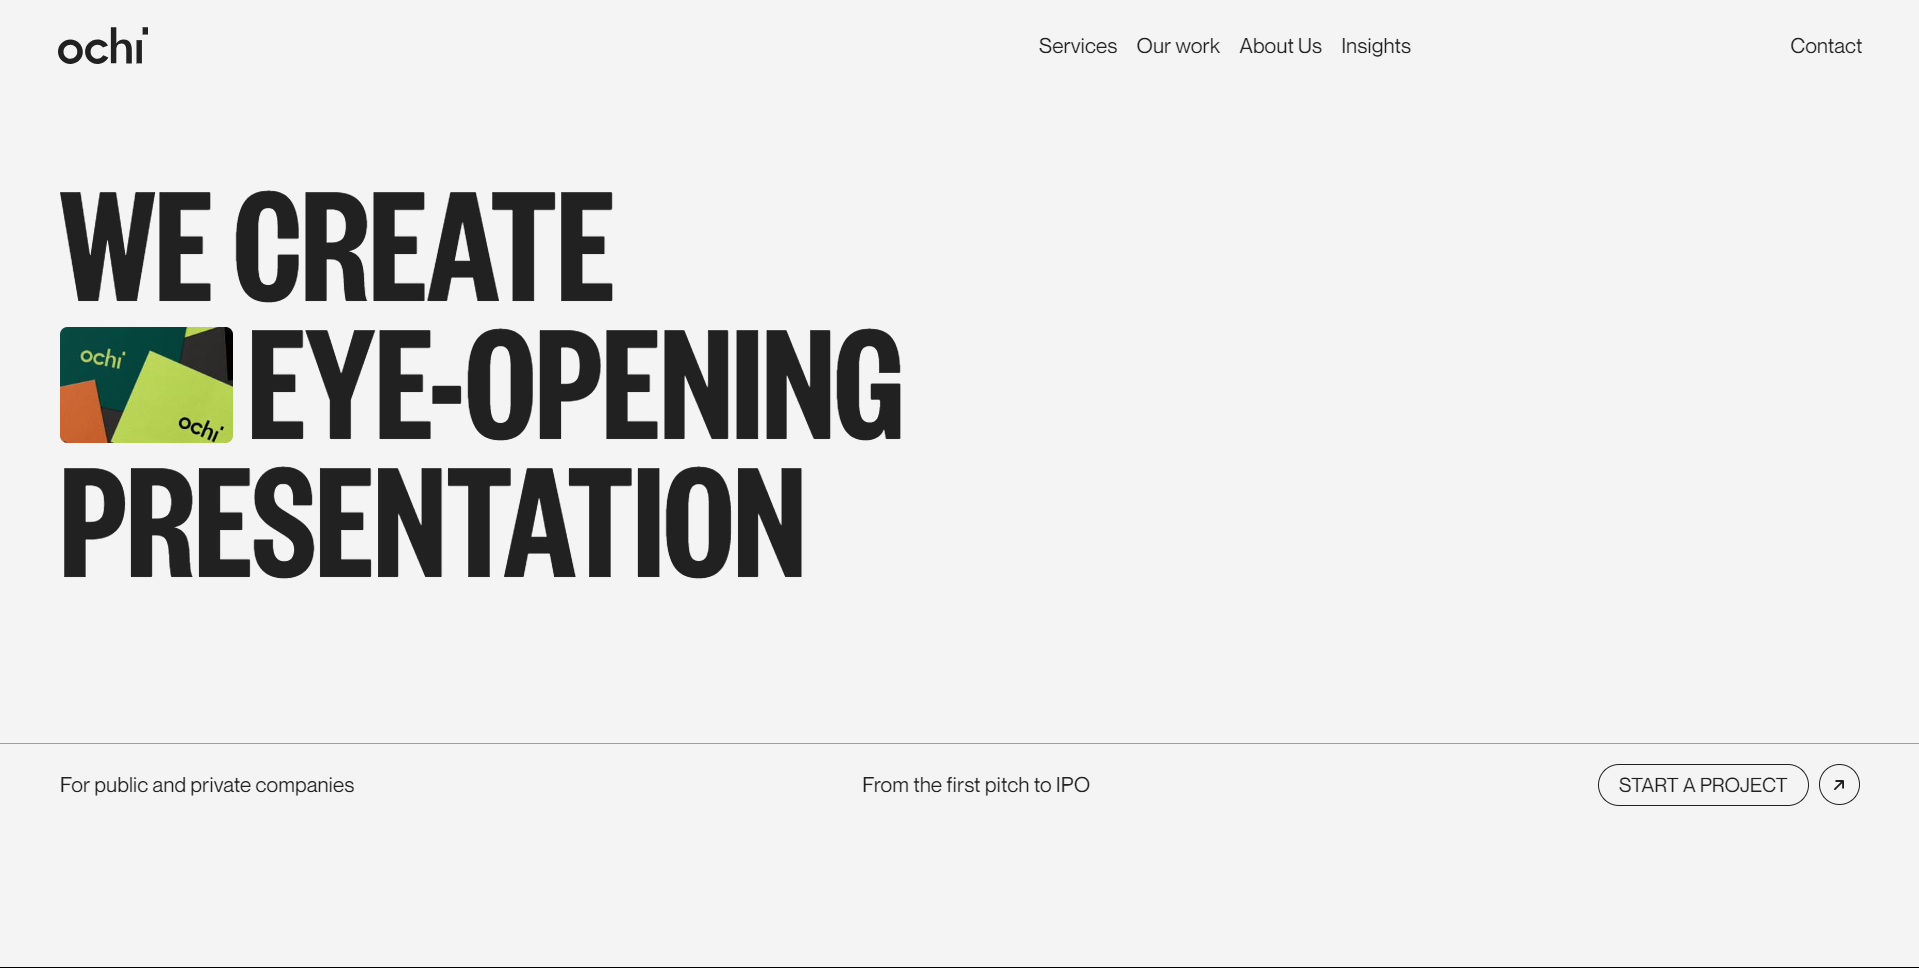 ochi
Services Our work About Us Insights Contact
WE CREATE
ochi
ochi
EYE-OPENING
PRESENTATION
For public and private companies
From the first pitch to IPO
START A PROJECT